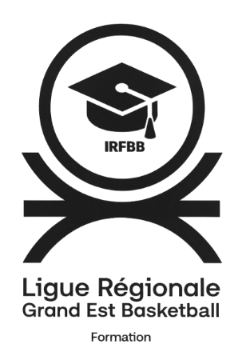 IRFBB
Ligue Régionale
Grand Est Basketball
Formation